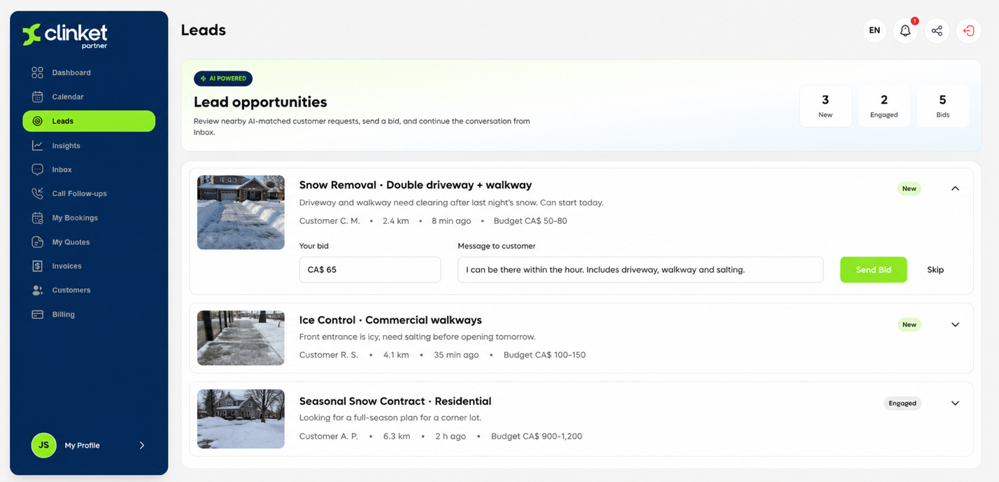 clinket
partner
Dashboard
Calendar
Leads
Insights
Inbox
Call Follow-ups
My Bookings
My Quotes
Invoices
Customers
Billing
JS
My Profile
Leads
EN
1
AI POWERED
Lead opportunities
Review nearby AI-matched customer requests, send a bid, and continue the conversation from
Inbox.
3
New
2
Engaged
5
Bids
Snow Removal · Double driveway + walkway
New
Driveway and walkway need clearing after last night's snow. Can start today.
Customer C. M. • 2.4 km • 8 min ago • Budget CA$ 50-80
Your bid
Message to customer
CA$ 65
I can be there within the hour. Includes driveway, walkway and salting.
Send Bid
Skip
Ice Control · Commercial walkways
New
Front entrance is icy, need salting before opening tomorrow.
Customer R. S. • 4.1 km • 35 min ago • Budget CA$ 100-150
Seasonal Snow Contract · Residential
Engaged
Looking for a full-season plan for a corner lot.
Customer A. P. • 6.3 km • 2 h ago • Budget CA$ 900-1,200